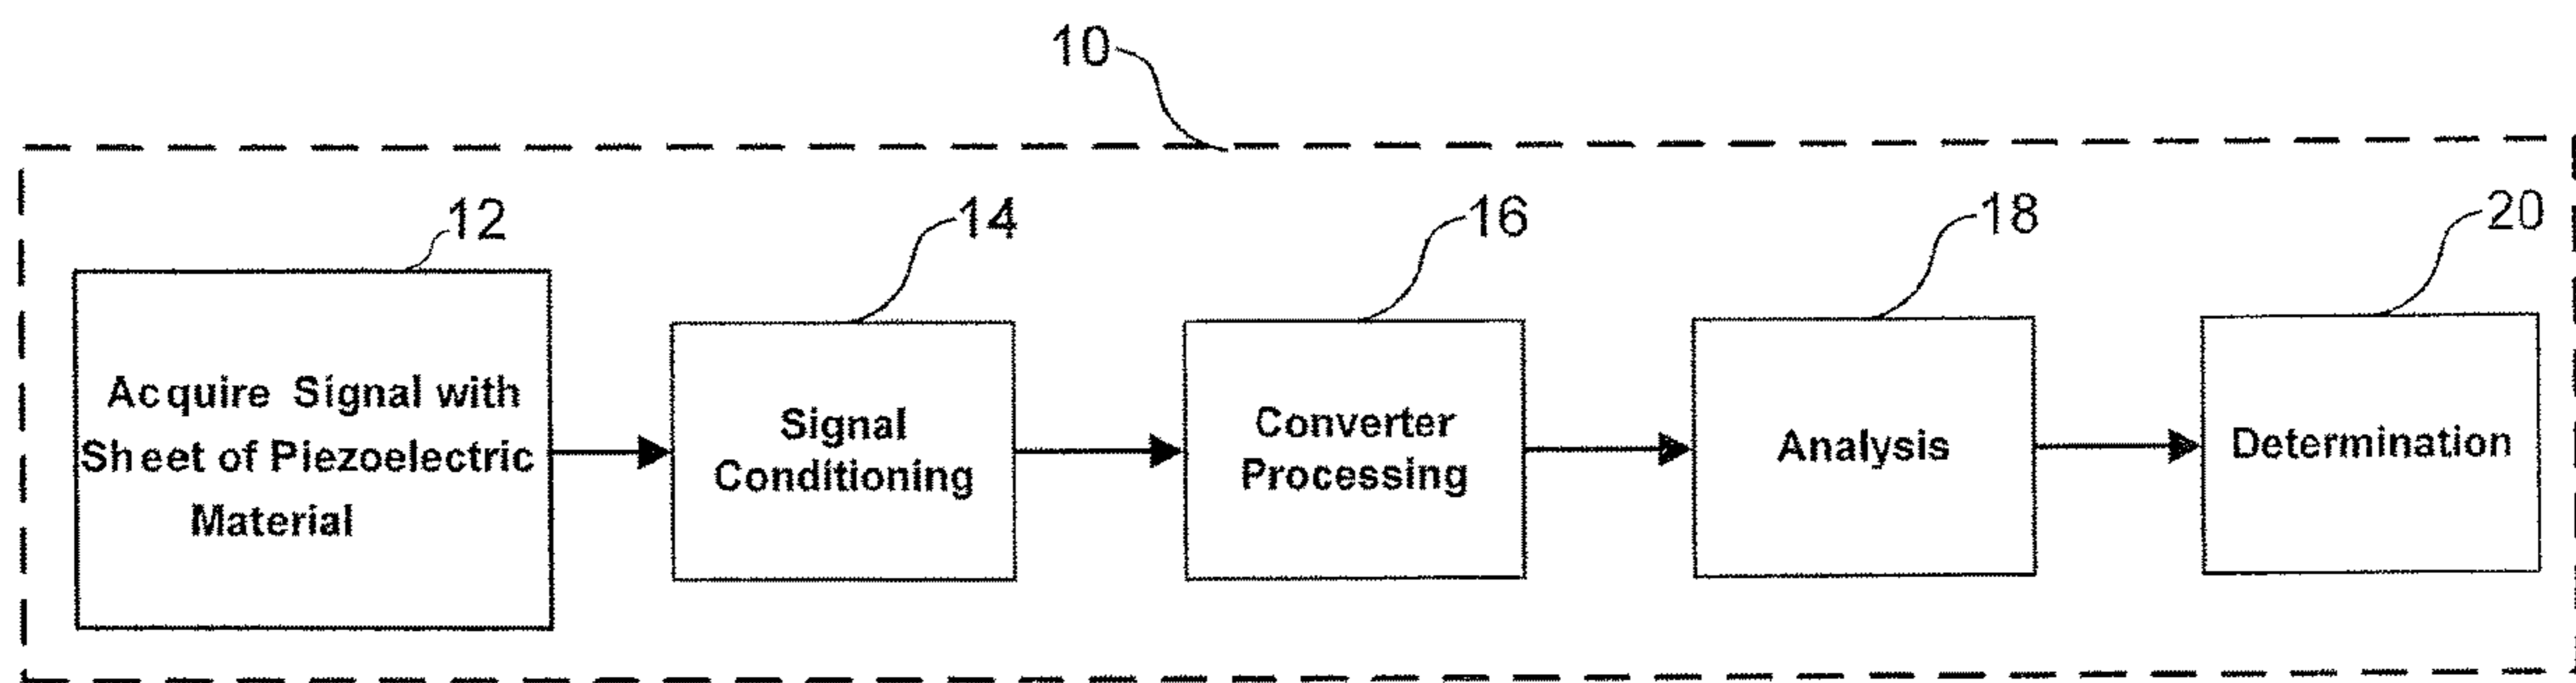 10
12
14
16
18
20
Acquire Signal with
Sheet of Piezoelectric
Material
Signal
Conditioning
Converter
Processing
Analysis
Determination